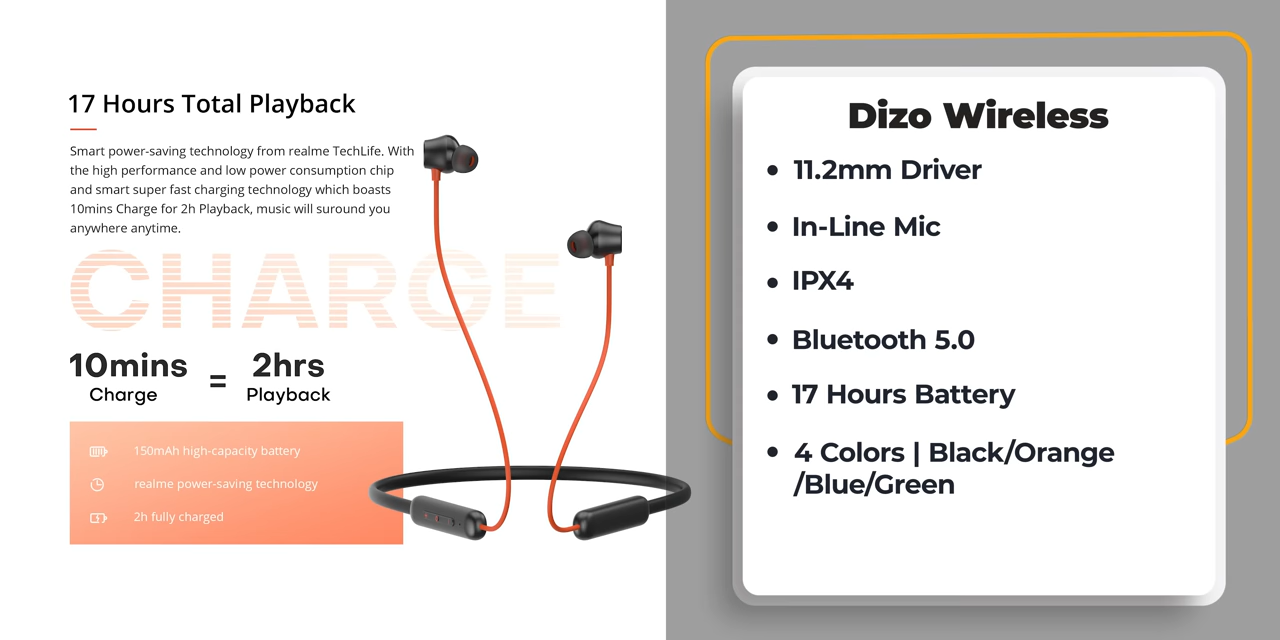 17 Hours Total Playback
Smart power-saving technology from realme TechLife. With
the high performance and low power consumption chip
and smart super fast charging technology which boasts
10mins Charge for 2h Playback, music will suround you
anywhere anytime.
CHARGE
10mins = 2hrs
Charge Playback
150mAh high-capacity battery
realme power-saving technology
2h fully charged
Dizo Wireless
• 11.2mm Driver
• In-Line Mic
• IPX4
• Bluetooth 5.0
• 17 Hours Battery
• 4 Colors | Black/Orange
/Blue/Green